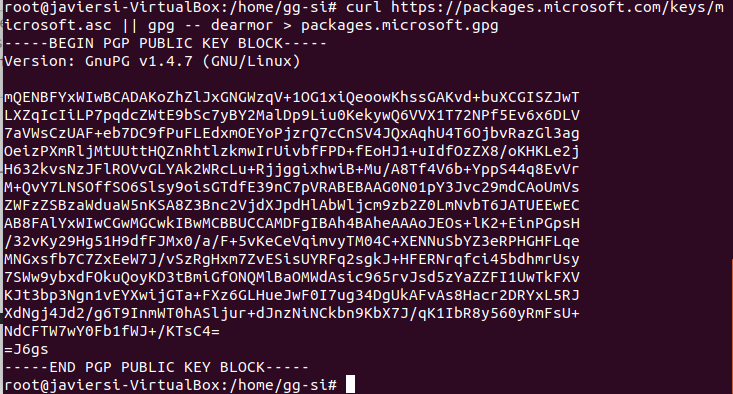 root@javiersi-VirtualBox:/home/gg-si# curl https://packages.microsoft.com/keys/m
icrosoft.asc || gpg -- dearmor > packages.microsoft.gpg
-----BEGIN PGP PUBLIC KEY BLOCK-----
Version: GnuPG v1.4.7 (GNU/Linux)

mQENBFYxWIwBCADAKoZhZlJxGNGWzqV+1OG1xiQeoowKhssGAKvd+buXCGISZJwT
LXZqIcIiLP7pqdcZWtE9bSc7yBY2MalDp9Liu0KekywQ6VVX1T72NPf5Ev6x6DLV
7aVWsCzUAF+eb7DC9fPuFLEdxmOEYoPjzrQ7cCnSV4JQxAqhU4T6OjbvRazGl3ag
OeizPXmRljMtUUttHQZnRhtlzkmwIrUivbfFPD+fEoHJ1+uIdfOzZX8/oKHKLe2j
H632kvsNzJFlROVvGLYAk2WRcLu+RjjggixhwiB+Mu/A8Tf4V6b+YppS44q8EvVr
M+QvY7LNSOffSO6Slsy9oisGTdfE39nC7pVRABEBAAG0N01pY3Jvc29mdCAoUmVs
ZWFzZSBzaWduaW5nKSA8Z3Bnc2VjdXJpdHlAbWljcm9zb2Z0LmNvbT6JATUEEwEC
AB8FAlYxWIwCGwMGCwkIBwMCBBUCCAMDFgIBAh4BAheAAAoJEOs+lK2+EinPGpsH
/32vKy29Hg51H9dfFJMx0/a/F+5vKeCeVqimvyTM04C+XENNuSbYZ3eRPHGHFLqe
MNGxsfb7C7ZxEeW7J/vSzRgHxm7ZvESisUYRFq2sgkJ+HFERNrqfci45bdhmrUsy
7SWw9ybxdFOkuQoyKD3tBmiGfONQMlBaOMWdAsic965rvJsd5zYaZZFI1UwTkFXV
KJt3bp3Ngn1vEYXwijGTa+FXz6GLHueJwF0I7ug34DgUkAFvAs8Hacr2DRYxL5RJ
XdNgj4Jd2/g6T9InmWT0hASljur+dJnzNiNCkbn9KbX7J/qK1IbR8y560yRmFsU+
NdCFTW7wY0Fb1fWJ+/KTsC4=
=J6gs
-----END PGP PUBLIC KEY BLOCK-----
root@javiersi-VirtualBox:/home/gg-si#